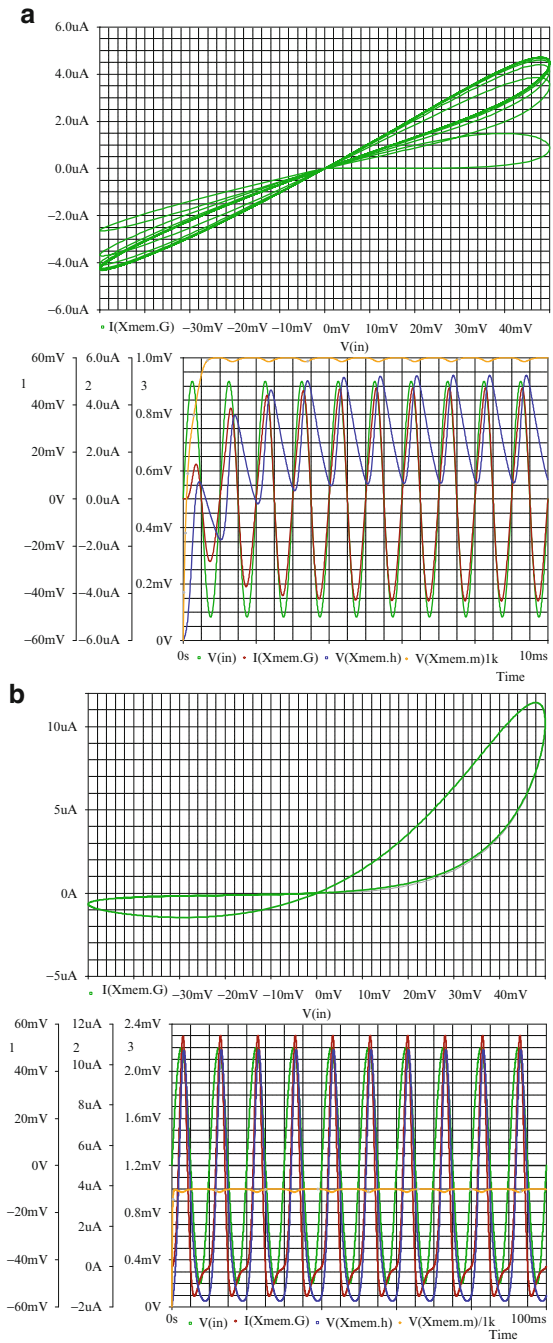 a
6.0uA
4.0uA
2.0uA
0.0uA
−2.0uA
−4.0uA
−6.0uA
I(Xmem.G) −30mV −20mV −10mV 0mV 10mV 20mV 30mV 40mV
V(in)
60mV 6.0uA 1.0mV
1 2 3
40mV 4.0uA 0.8mV
20mV 2.0uA 0.6mV
0V 0.0uA
−20mV −2.0uA 0.4mV
−40mV −4.0uA 0.2mV
−60mV −6.0uA 0V
0s 10ms
V(in) I(Xmem.G) V(Xmem.h) V(Xmem.m)1k
Time
b
10uA
5uA
0A
−5uA
I(Xmem.G) −30mV −20mV −10mV 0mV 10mV 20mV 30mV 40mV
V(in)
60mV 12uA 2.4mV
1 2 3
40mV 10uA 2.0mV
20mV 8uA 1.6mV
6uA
0V 1.2mV
4uA
−20mV 0.8mV
2uA
−40mV 0A 0.4mV
−60mV −2uA 0V
0s 100ms
V(in) I(Xmem.G) V(Xmem.h) V(Xmem.m)/1k
Time